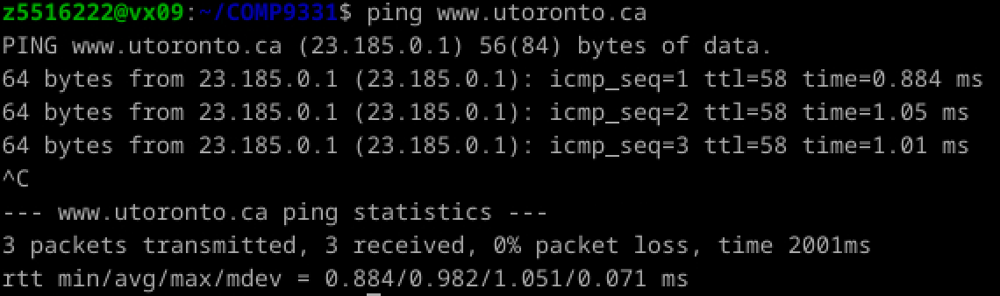 z5516222@vx09:~/COMP9331$ ping www.utoronto.ca
PING www.utoronto.ca (23.185.0.1) 56(84) bytes of data.
64 bytes from 23.185.0.1 (23.185.0.1): icmp_seq=1 ttl=58 time=0.884 ms
64 bytes from 23.185.0.1 (23.185.0.1): icmp_seq=2 ttl=58 time=1.05 ms
64 bytes from 23.185.0.1 (23.185.0.1): icmp_seq=3 ttl=58 time=1.01 ms
^C
--- www.utoronto.ca ping statistics ---
3 packets transmitted, 3 received, 0% packet loss, time 2001ms
rtt min/avg/max/mdev = 0.884/0.982/1.051/0.071 ms